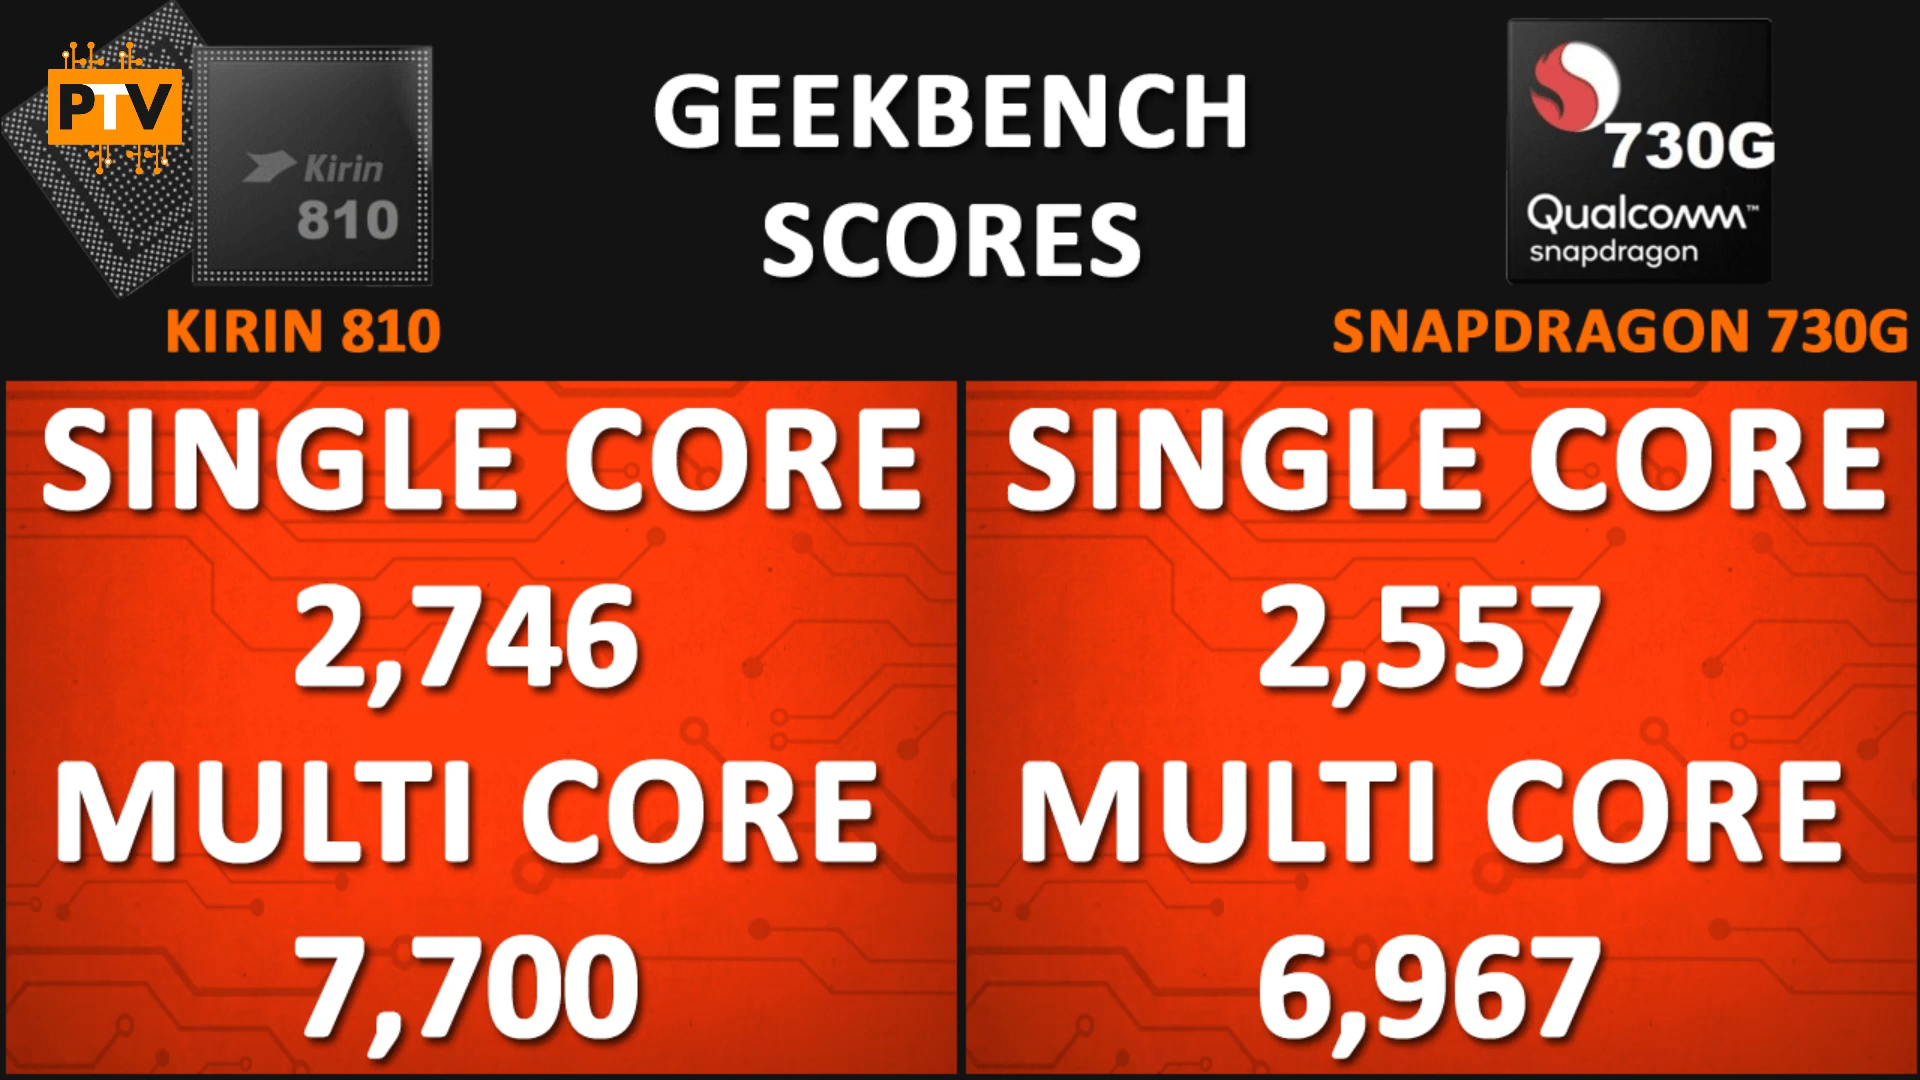 PTV
Kirin
810
GEEKBENCH
SCORES
730G
Qualcomm™
snapdragon
KIRIN 810
SNAPDRAGON 730G
SINGLE CORE
2,746
MULTI CORE
7,700
SINGLE CORE
2,557
MULTI CORE
6,967